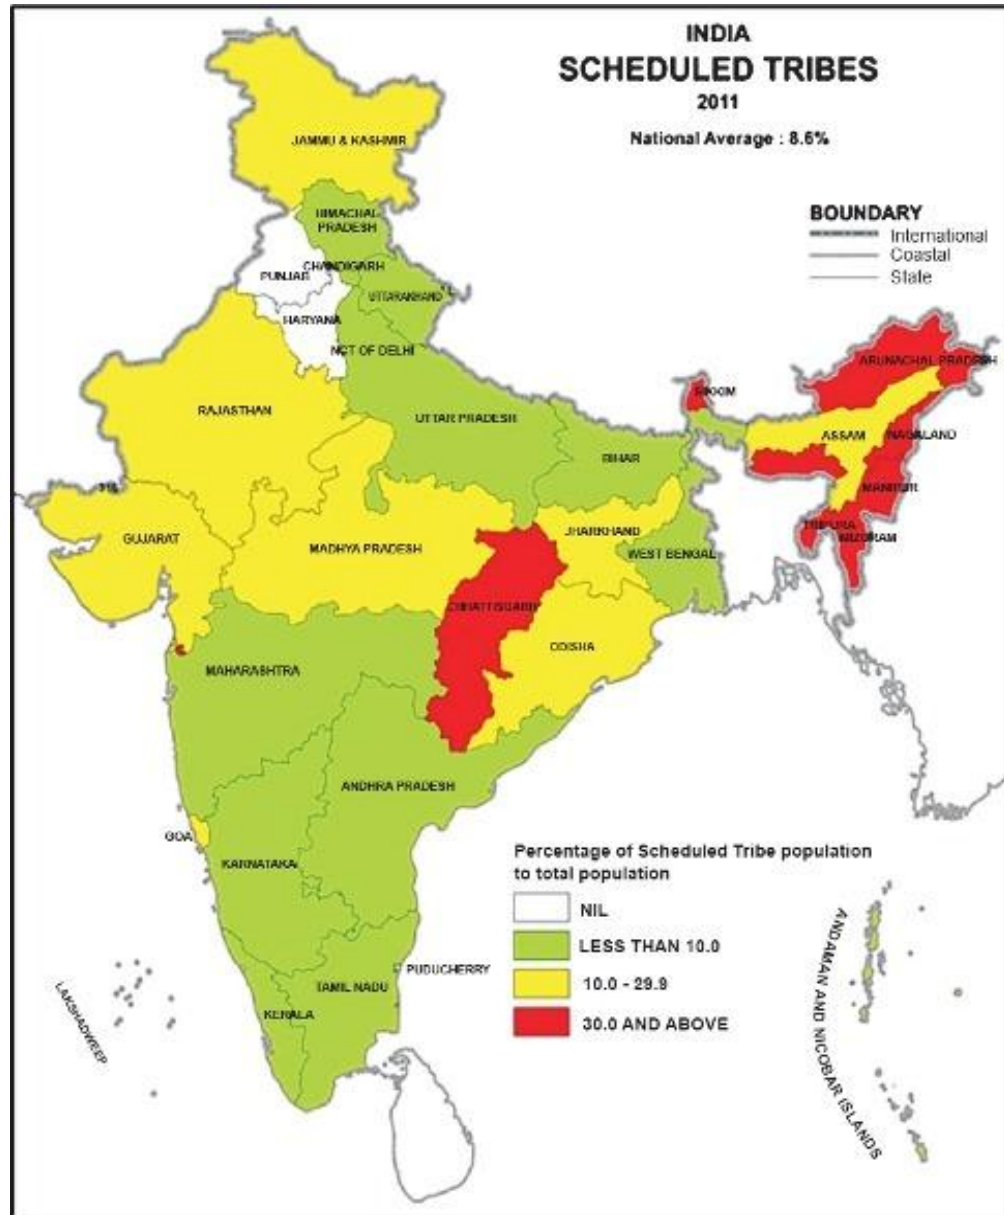 INDIA
SCHEDULED TRIBES
2011
National Average : 8.6%
BOUNDARY
International
Coastal
State
JAMMU & KASHMIR
HIMACHAL
PRADESH
CHANDIGARH
PUNJAB
UTTARAKHAND
HARYANA
NCT OF DELHI
RAJASTHAN
UTTAR PRADESH
BIHAR
SIKKIM
ARUNACHAL PRADESH
ASSAM
NAGALAND
MANIPUR
TRIPURA
MIZORAM
GUJARAT
MADHYA PRADESH
JHARKHAND
WEST BENGAL
CHHATTISGARH
ODISHA
MAHARASHTRA
ANDHRA PRADESH
GOA
KARNATAKA
PUDUCHERRY
TAMIL NADU
KERALA
LAKSHADWEEP
Percentage of Scheduled Tribe population
to total population
NIL
LESS THAN 10.0
10.0 - 29.9
30.0 AND ABOVE
ANDAMAN AND NICOBAR ISLANDS